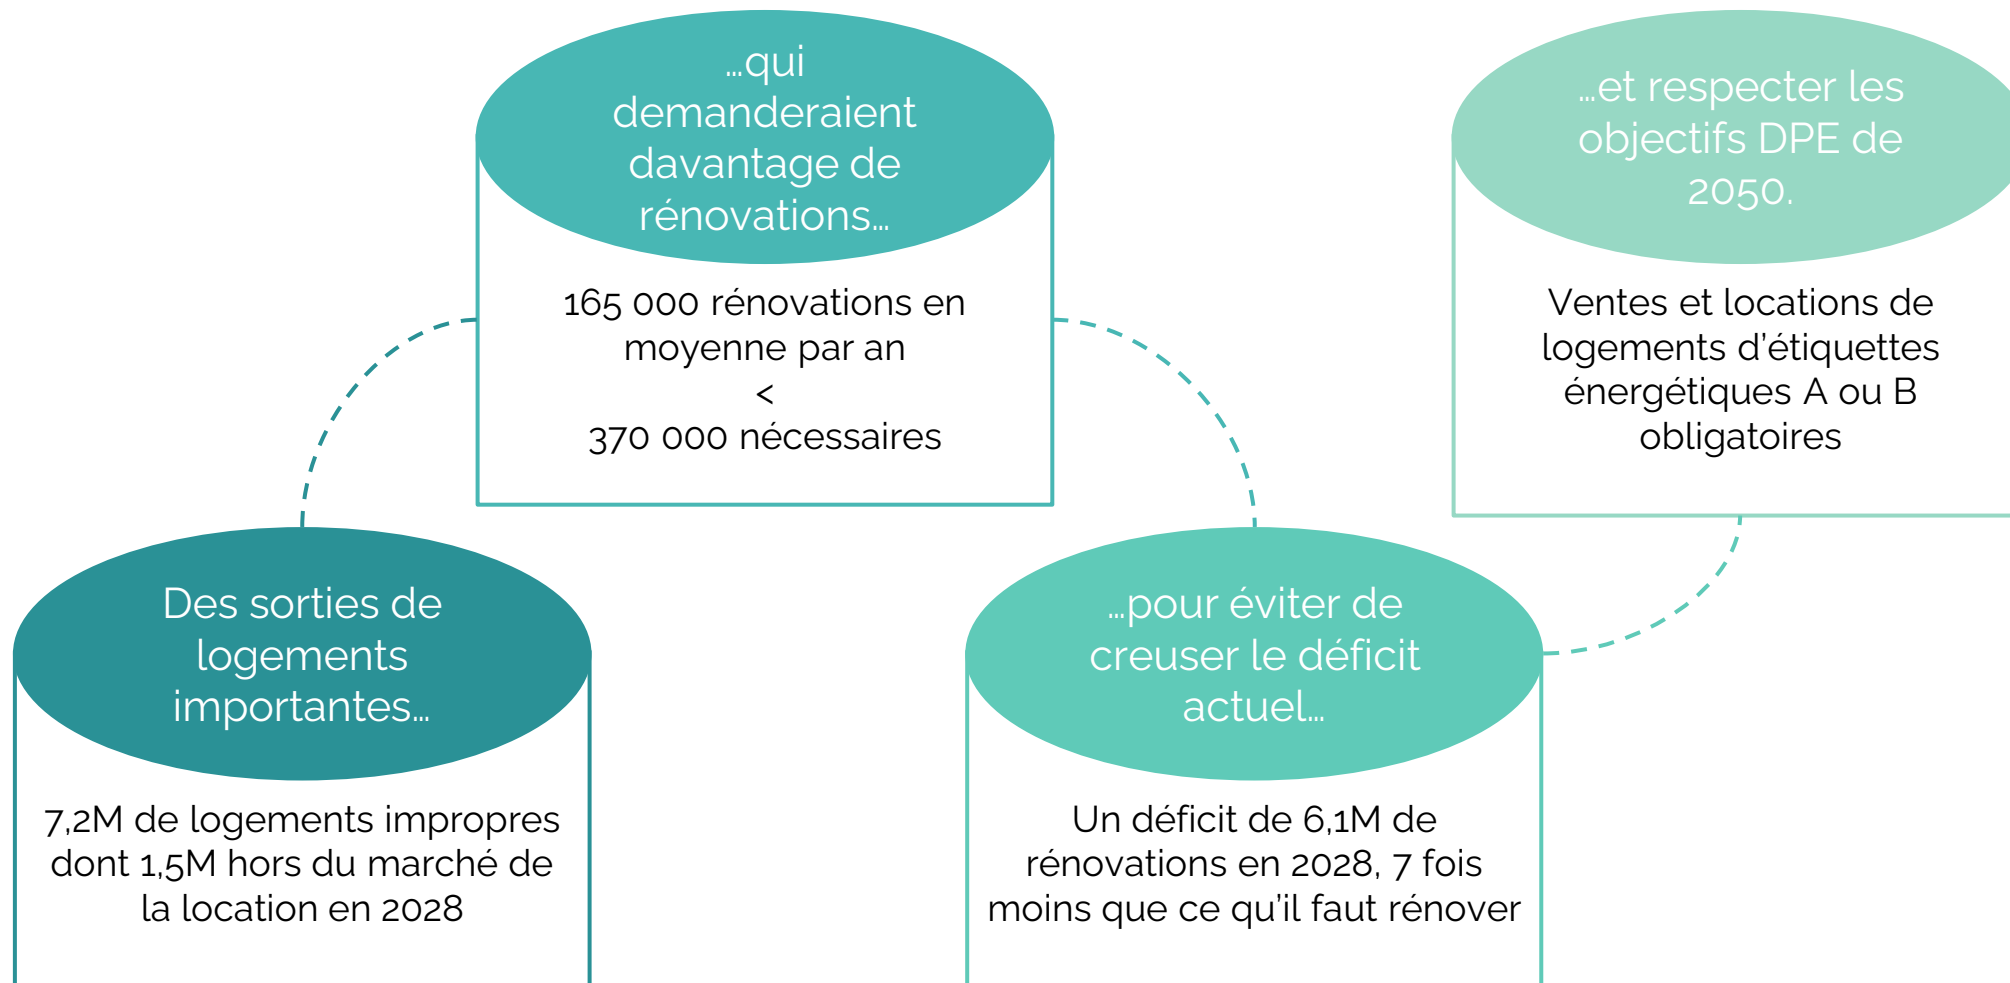 Des sorties de
logements
importantes…
7,2M de logements impropres
dont 1,5M hors du marché de
la location en 2028
…qui
demanderaient
davantage de
rénovations…
165 000 rénovations en
moyenne par an
<
370 000 nécessaires
…pour éviter de
creuser le déficit
actuel…
Un déficit de 6,1M de
rénovations en 2028, 7 fois
moins que ce qu’il faut rénover
…et respecter les
objectifs DPE de
2050.
Ventes et locations de
logements d’étiquettes
énergétiques A ou B
obligatoires